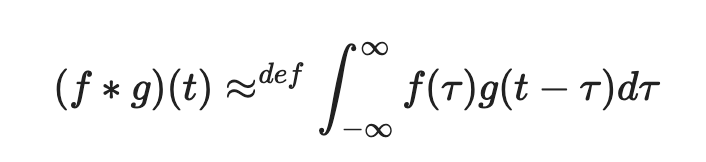 (f ∗ g)(t) ≈^{def} ∫_{−∞}^{∞} f(τ)g(t − τ)dτ